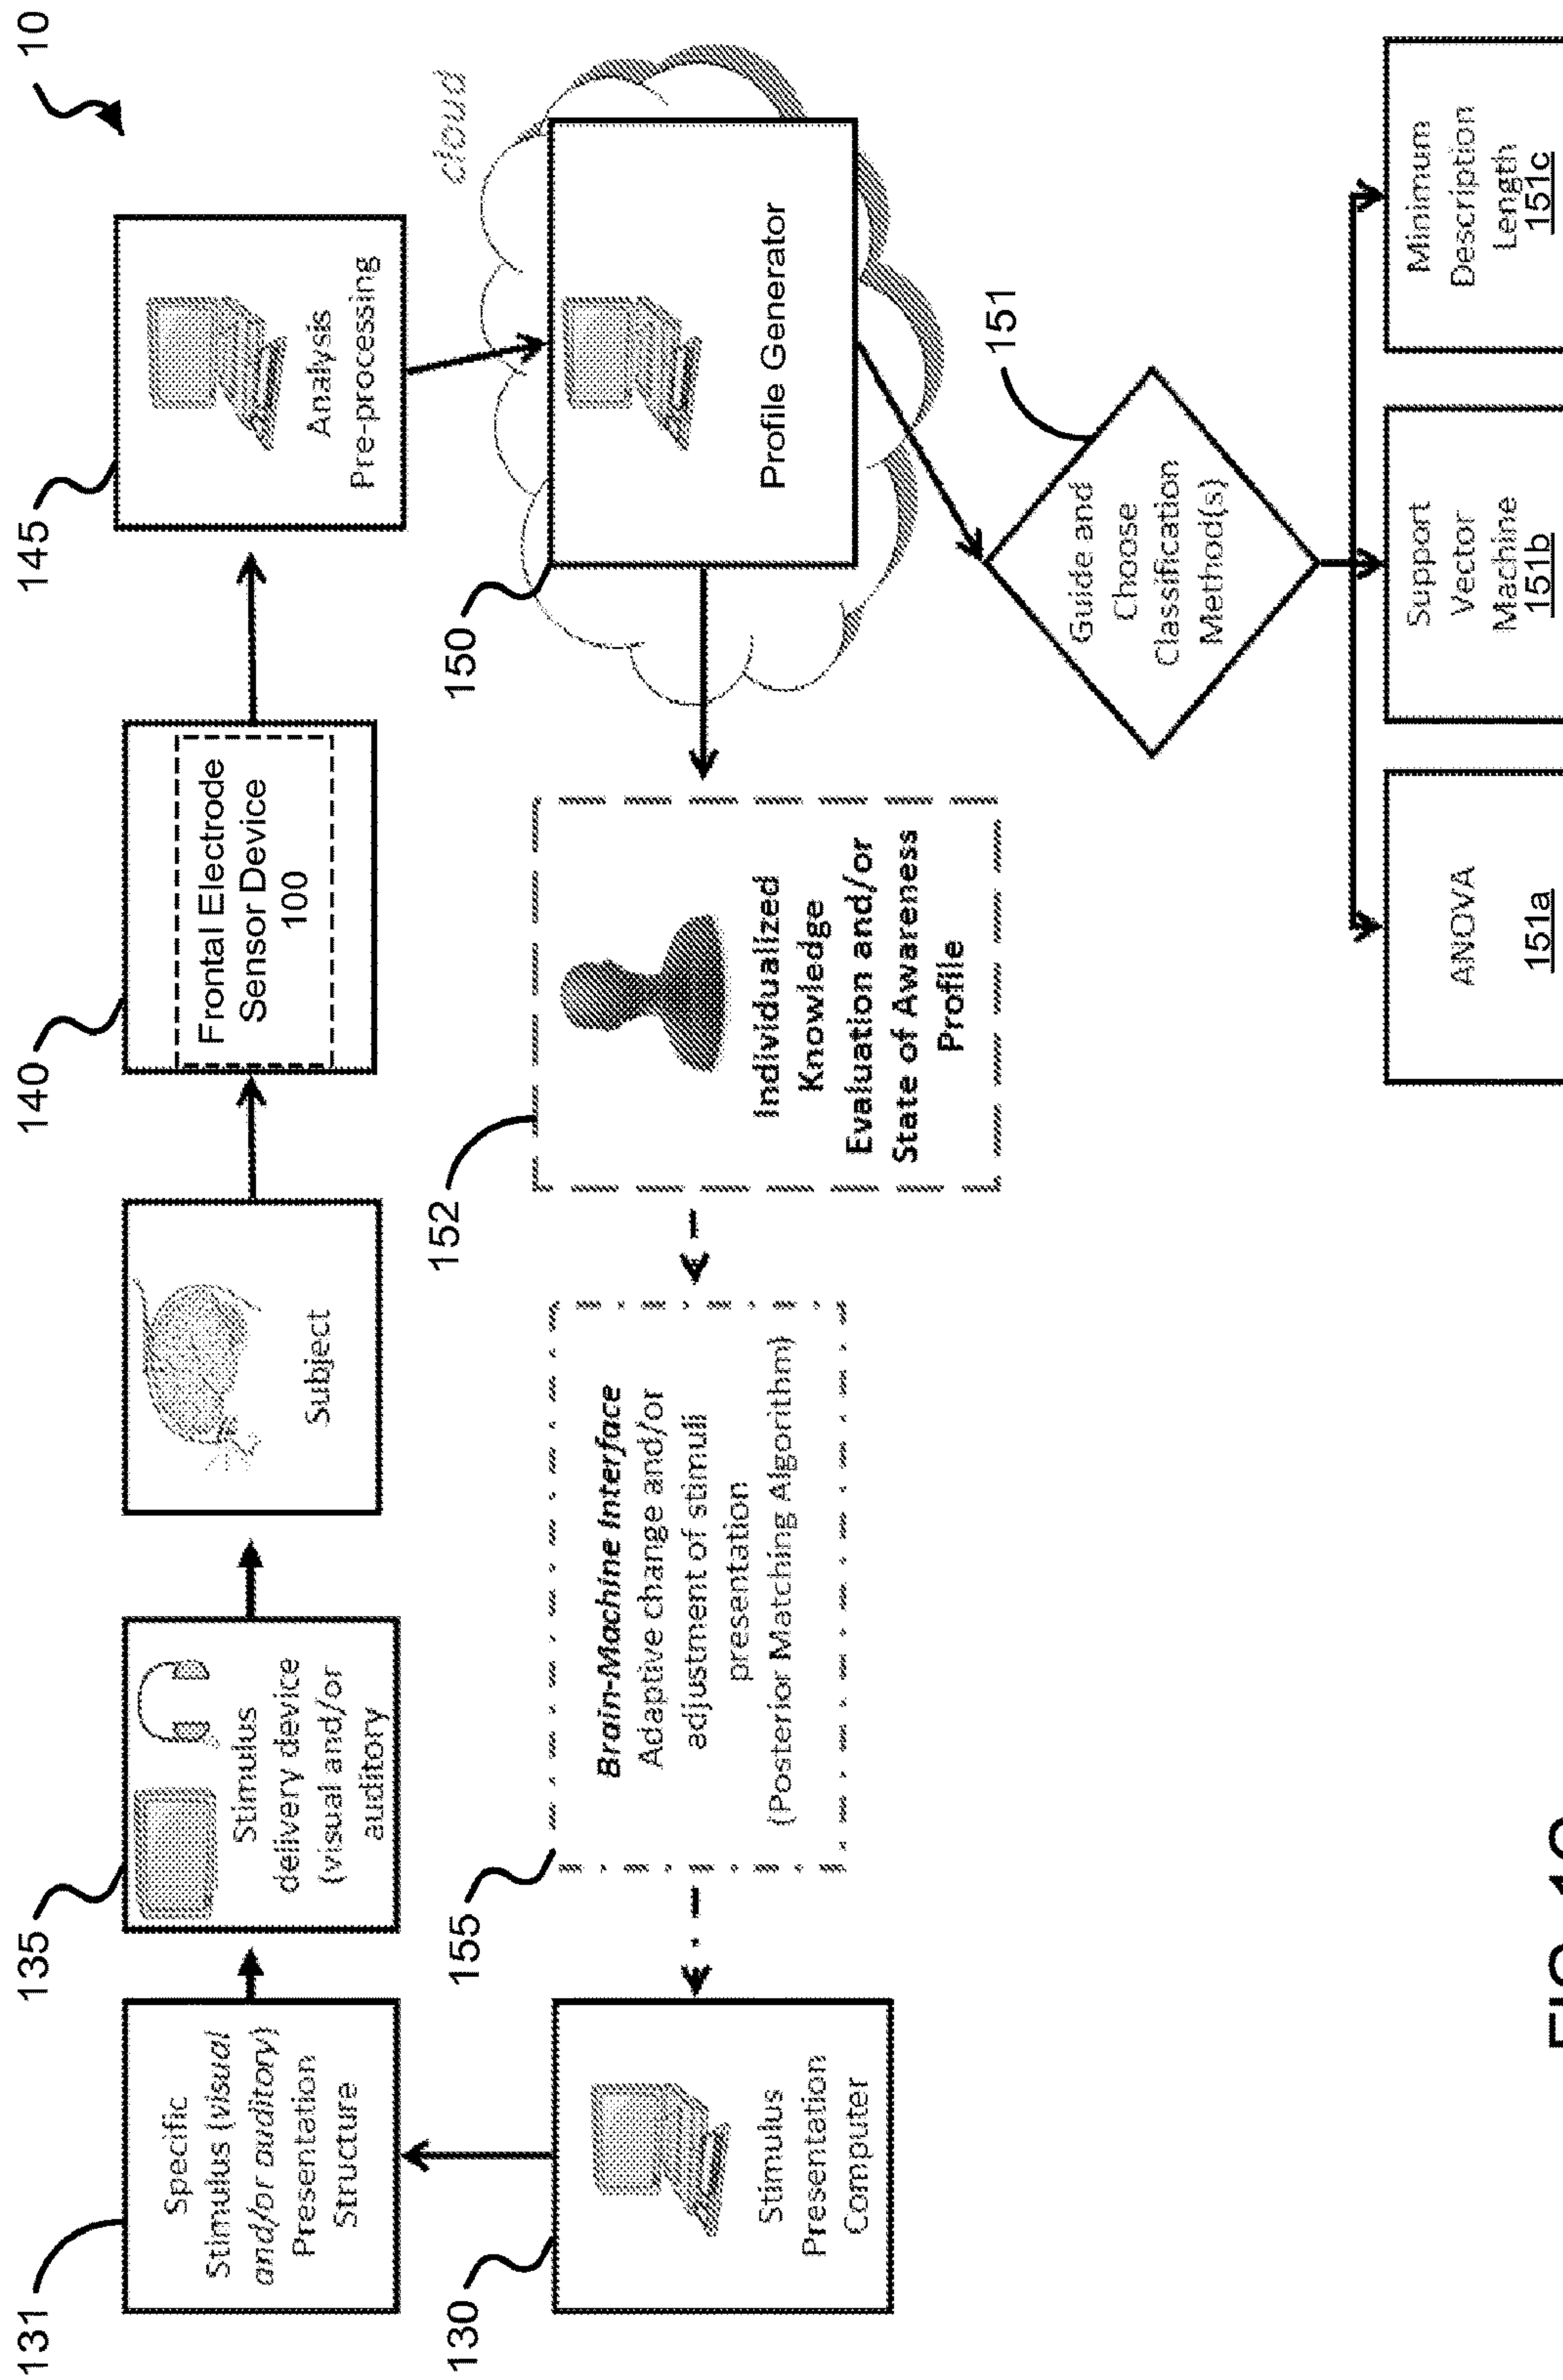 10
131
Specific
Stimulus (visual
and/or auditory)
Presentation
Structure
135
Stimulus
delivery device
(visual and/or
auditory
Subject
140
Frontal Electrode
Sensor Device
100
145
Analysis
Pre-processing
cloud
130
Stimulus
Presentation
Computer
155
Brain-Machine Interface
Adaptive change and/or
adjustment of stimuli
presentation
(Posterior Matching Algorithm)
152
Individualized
Knowledge
Evaluation and/or
State of Awareness
Profile
150
Profile Generator
151
Guide and
Choose
Classification
Method(s)
ANOVA
151a
Support
Vector
Machine
151b
Minimum
Description
Length
151c